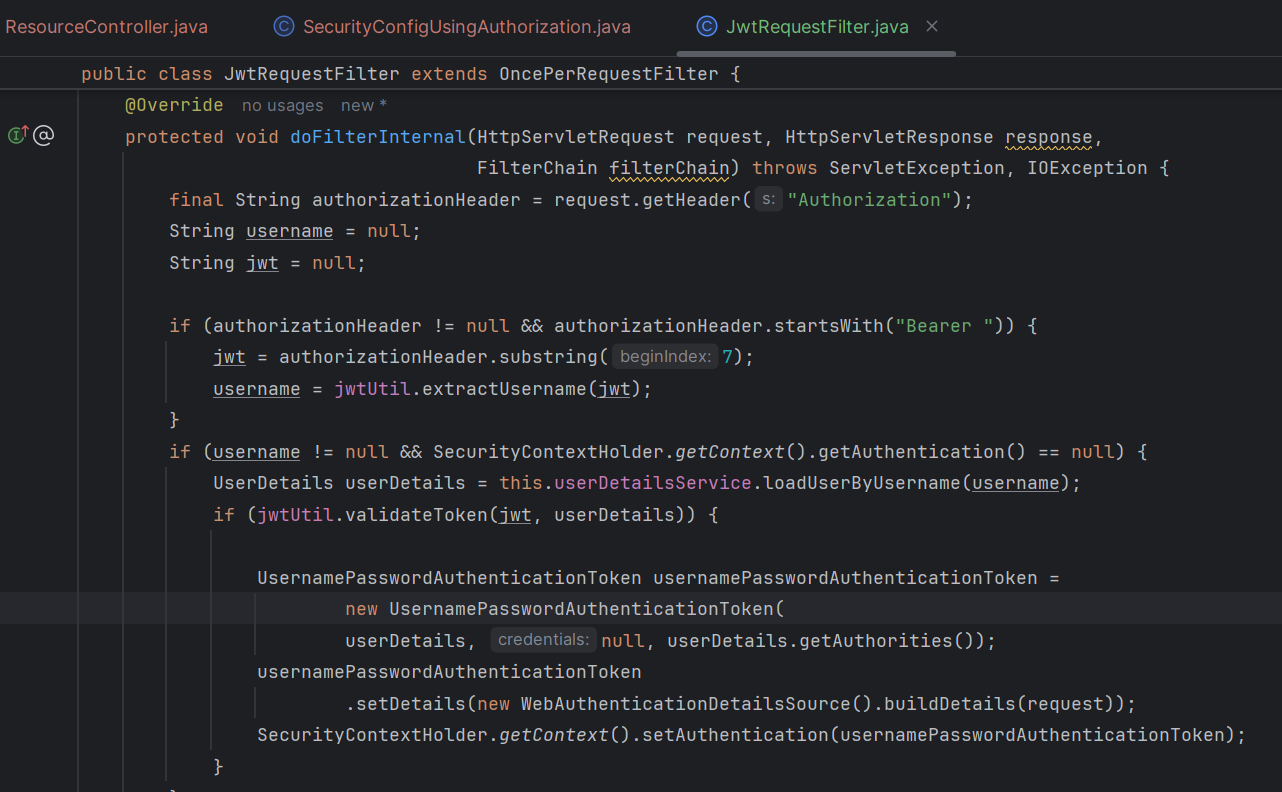 ResourceController.java SecurityConfigUsingAuthorization.java JwtRequestFilter.java
public class JwtRequestFilter extends OncePerRequestFilter {
@Override no usages new *
protected void doFilterInternal(HttpServletRequest request, HttpServletResponse response,
FilterChain filterChain) throws ServletException, IOException {
final String authorizationHeader = request.getHeader( s: "Authorization");
String username = null;
String jwt = null;
if (authorizationHeader != null && authorizationHeader.startsWith("Bearer ")) {
jwt = authorizationHeader.substring( beginIndex: 7);
username = jwtUtil.extractUsername(jwt);
}
if (username != null && SecurityContextHolder.getContext().getAuthentication() == null) {
UserDetails userDetails = this.userDetailsService.loadUserByUsername(username);
if (jwtUtil.validateToken(jwt, userDetails)) {
UsernamePasswordAuthenticationToken usernamePasswordAuthenticationToken =
new UsernamePasswordAuthenticationToken(
userDetails, credentials: null, userDetails.getAuthorities());
usernamePasswordAuthenticationToken
.setDetails(new WebAuthenticationDetailsSource().buildDetails(request));
SecurityContextHolder.getContext().setAuthentication(usernamePasswordAuthenticationToken);
}